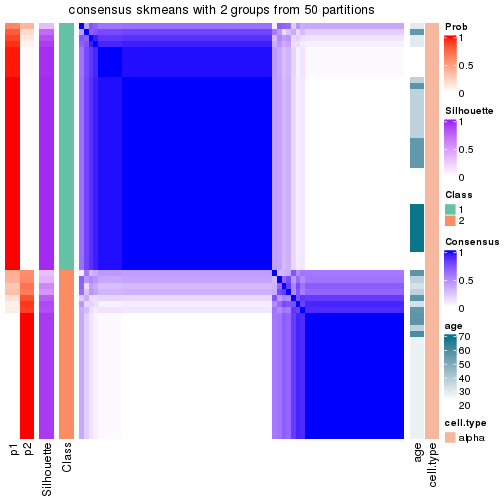 consensus skmeans with 2 groups from 50 partitions
Prob
1
0.5
0
Silhouette
1
0.5
0
Class
1
2
Consensus
1
0.5
0
age
70
60
50
40
30
20
cell.type
alpha
p1
p2
Silhouette
Class
age
cell.type